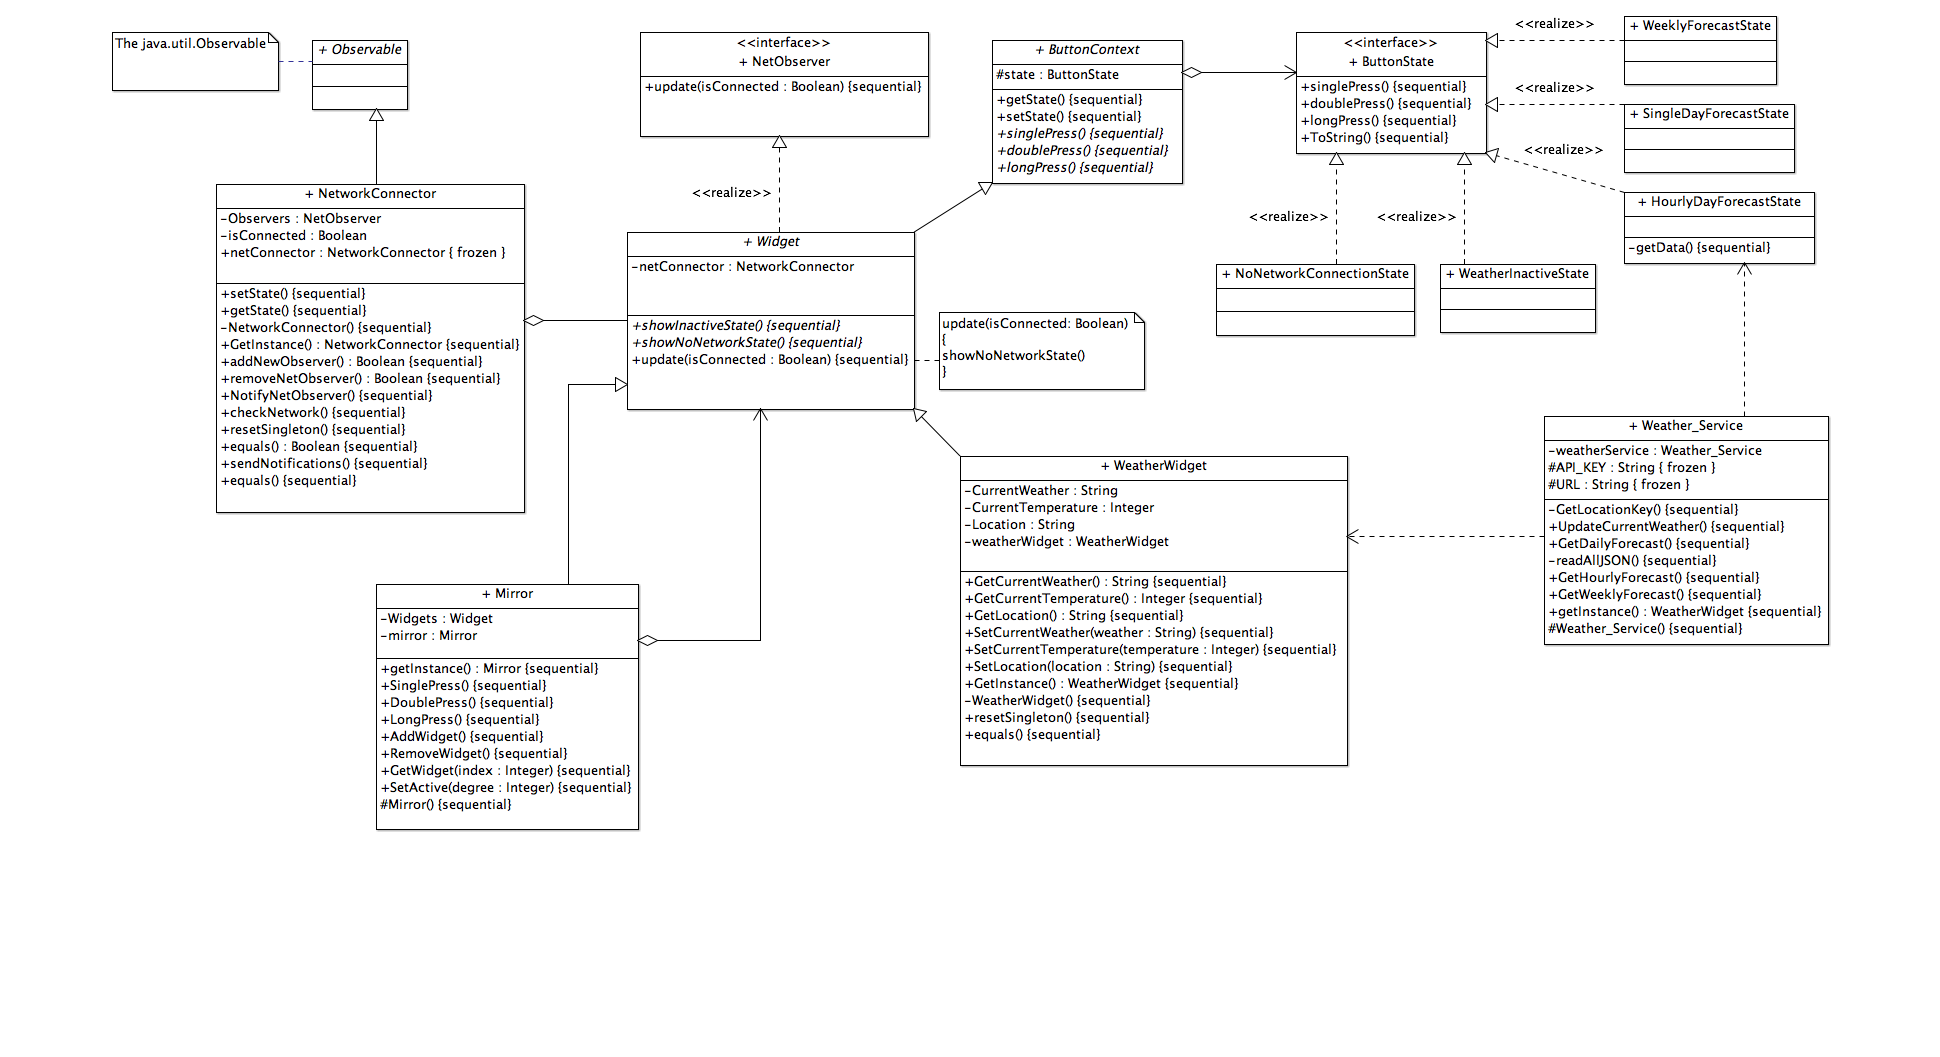 The java.util.Observable
+ Observable
<<interface>>
+ NetObserver
+update(isConnected : Boolean) {sequential}
<<realize>>
+ ButtonContext
#state : ButtonState
+getState() {sequential}
+setState() {sequential}
+singlePress() {sequential}
+doublePress() {sequential}
+longPress() {sequential}
<<interface>>
+ ButtonState
+singlePress() {sequential}
+doublePress() {sequential}
+longPress() {sequential}
+ToString() {sequential}
<<realize>>
+ WeeklyForecastState
<<realize>>
+ SingleDayForecastState
<<realize>>
+ HourlyDayForecastState
-getData() {sequential}
<<realize>>
<<realize>>
+ NoNetworkConnectionState
+ WeatherInactiveState
+ NetworkConnector
-Observers : NetObserver
-isConnected : Boolean
+netConnector : NetworkConnector { frozen }
+setState() {sequential}
+getState() {sequential}
-NetworkConnector() {sequential}
+GetInstance() : NetworkConnector {sequential}
+addNewObserver() : Boolean {sequential}
+removeNetObserver() : Boolean {sequential}
+NotifyNetObserver() {sequential}
+checkNetwork() {sequential}
+resetSingleton() {sequential}
+equals() : Boolean {sequential}
+sendNotifications() {sequential}
+equals() {sequential}
+ Widget
-netConnector : NetworkConnector
+showInactiveState() {sequential}
+showNoNetworkState() {sequential}
+update(isConnected : Boolean) {sequential}
update(isConnected: Boolean)
{
showNoNetworkState()
}
+ Weather_Service
-weatherService : Weather_Service
#API_KEY : String { frozen }
#URL : String { frozen }
-GetLocationKey() {sequential}
+UpdateCurrentWeather() {sequential}
+GetDailyForecast() {sequential}
-readAllJSON() {sequential}
+GetHourlyForecast() {sequential}
+GetWeeklyForecast() {sequential}
+getInstance() : WeatherWidget {sequential}
#Weather_Service() {sequential}
+ WeatherWidget
-CurrentWeather : String
-CurrentTemperature : Integer
-Location : String
-weatherWidget : WeatherWidget
+GetCurrentWeather() : String {sequential}
+GetCurrentTemperature() : Integer {sequential}
+GetLocation() : String {sequential}
+SetCurrentWeather(weather : String) {sequential}
+SetCurrentTemperature(temperature : Integer) {sequential}
+SetLocation(location : String) {sequential}
+GetInstance() : WeatherWidget {sequential}
-WeatherWidget() {sequential}
+resetSingleton() {sequential}
+equals() {sequential}
+ Mirror
-Widgets : Widget
-mirror : Mirror
+getInstance() : Mirror {sequential}
+SinglePress() {sequential}
+DoublePress() {sequential}
+LongPress() {sequential}
+AddWidget() {sequential}
+RemoveWidget() {sequential}
+GetWidget(index : Integer) {sequential}
+SetActive(degree : Integer) {sequential}
#Mirror() {sequential}